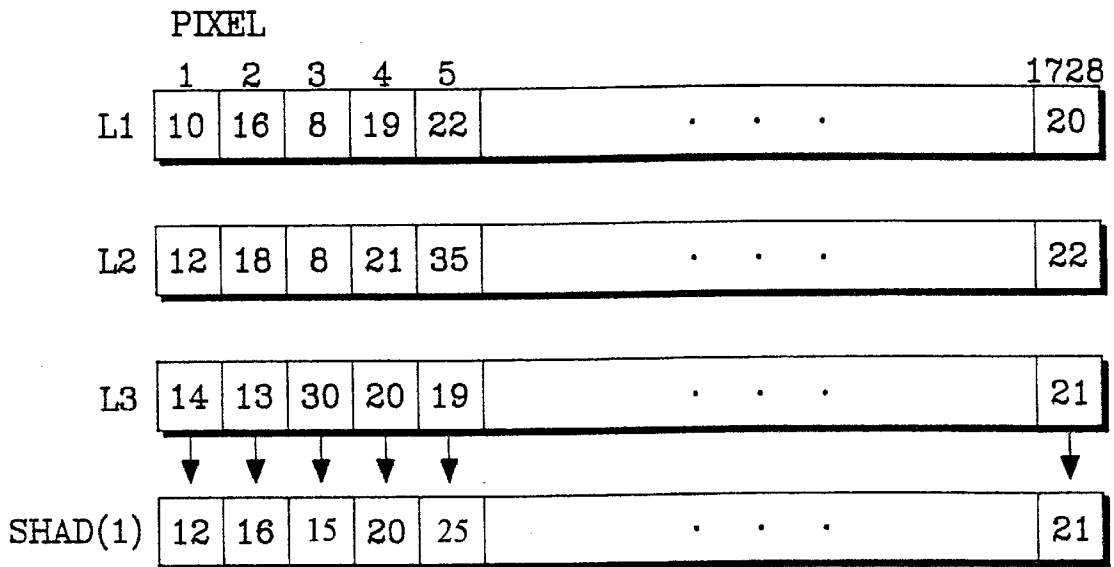 PIXEL
1 2 3 4 5 1728
L1 10 16 8 19 22 . . . 20
L2 12 18 8 21 35 . . . 22
L3 14 13 30 20 19 . . . 21
SHAD(1) 12 16 15 20 25 . . . 21